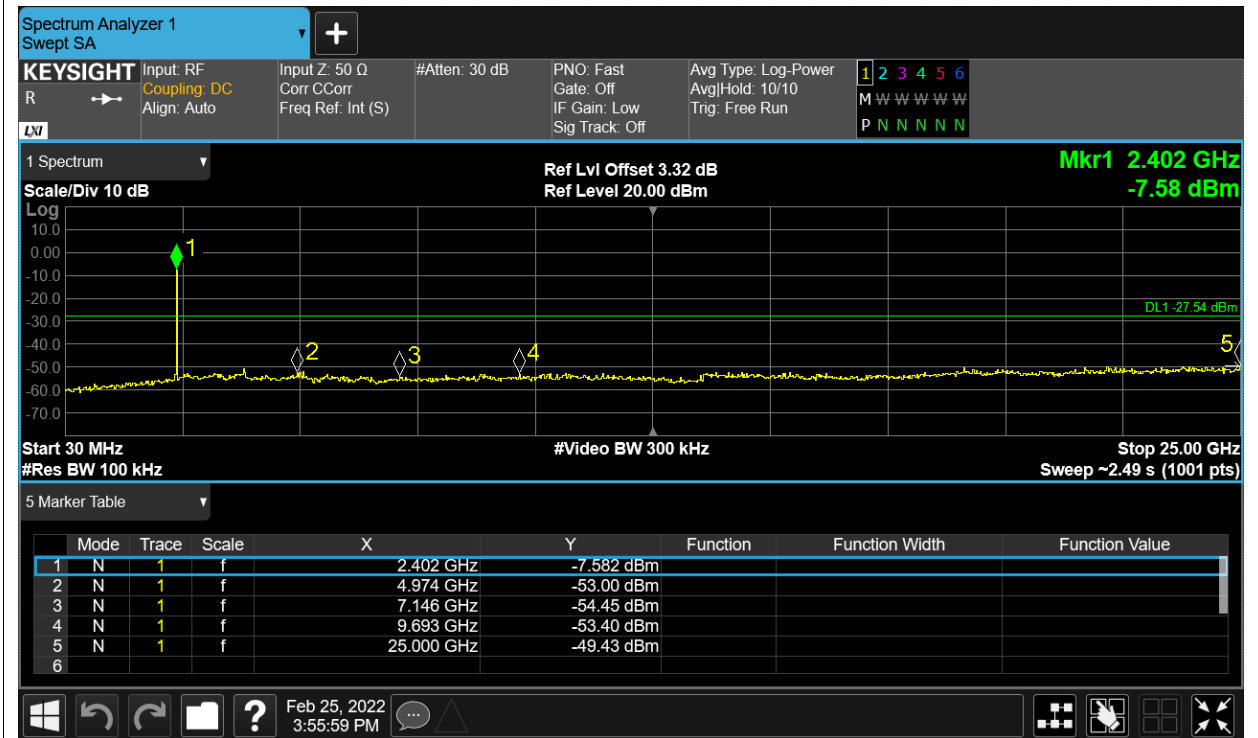 Spectrum Analyzer 1
Swept SA
KEYSIGHT
R
LXI
Input: RF
Coupling: DC
Align: Auto
Input Z: 50 Ω
Corr CCorr
Freq Ref: Int (S)
#Atten: 30 dB
PNO: Fast
Gate: Off
IF Gain: Low
Sig Track: Off
Avg Type: Log-Power
Avg|Hold: 10/10
Trig: Free Run
1 2 3 4 5 6
M W W W W W
P N N N N N
1 Spectrum
Scale/Div 10 dB
Ref Lvl Offset 3.32 dB
Ref Level 20.00 dBm
Mkr1 2.402 GHz
-7.58 dBm
Log
10.0
0.00
-10.0
-20.0
-30.0
-40.0
-50.0
-60.0
-70.0
1
2
3
4
5
DL1 -27.54 dBm
Start 30 MHz
#Res BW 100 kHz
#Video BW 300 kHz
Stop 25.00 GHz
Sweep ~2.49 s (1001 pts)
5 Marker Table
Mode Trace Scale X Y Function Function Width Function Value
1 N 1 f 2.402 GHz -7.582 dBm
2 N 1 f 4.974 GHz -53.00 dBm
3 N 1 f 7.146 GHz -54.45 dBm
4 N 1 f 9.693 GHz -53.40 dBm
5 N 1 f 25.000 GHz -49.43 dBm
6
?
Feb 25, 2022
3:55:59 PM